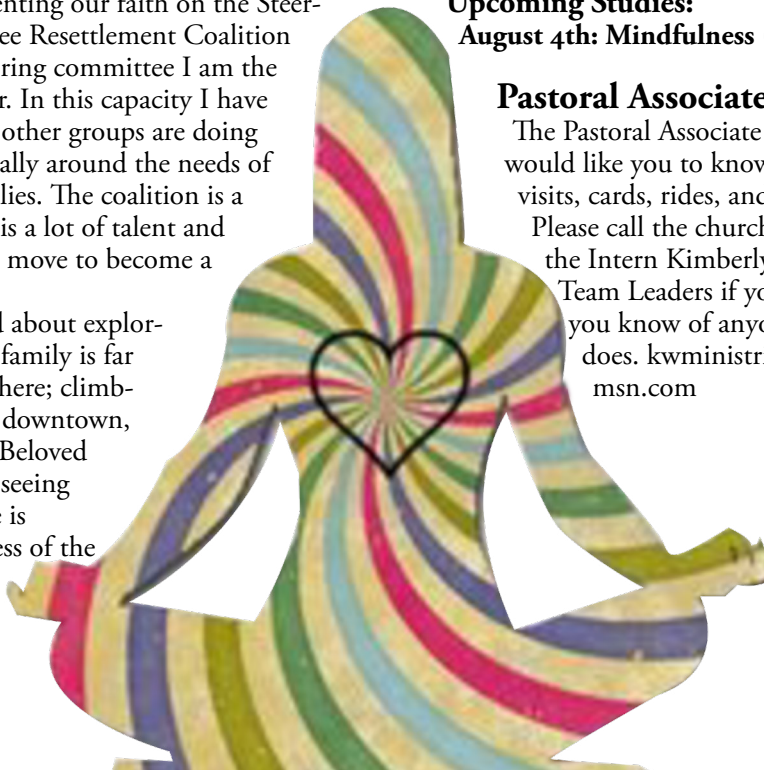 enting our faith on the Steer-
ee Resettlement Coalition
ring committee I am the
r. In this capacity I have
other groups are doing
ally around the needs of
lies. The coalition is a
is a lot of talent and
move to become a
d about explor-
family is far
here; climb-
downtown,
Beloved
seeing
e is
ess of the
Upcoming Studies:
August 4th: Mindfulness
Pastoral Associate
The Pastoral Associate
would like you to know
visits, cards, rides, and
Please call the church
the Intern Kimberly
Team Leaders if yo
you know of anyo
does. kwministri
msn.com